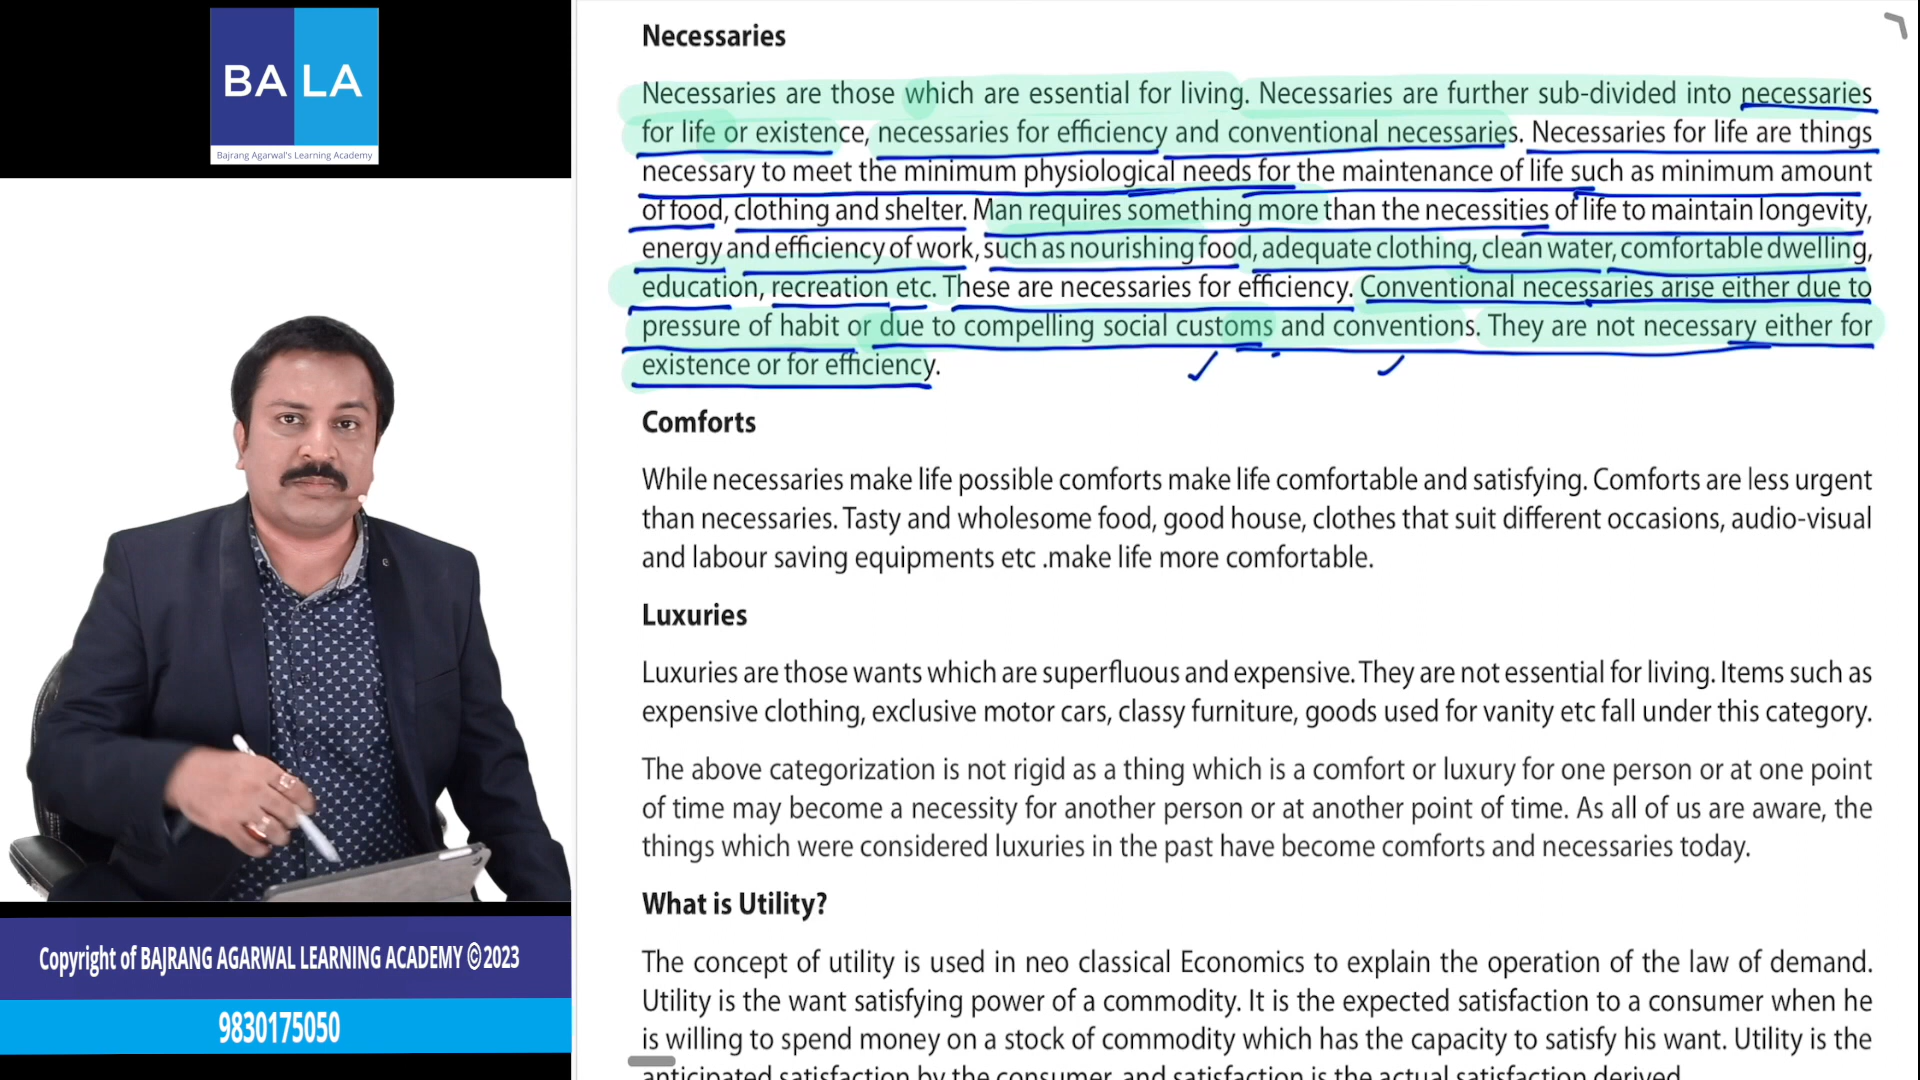 BA LA
Bajrang Agarwal's Learning Academy
Copyright of BAJRANG AGARWAL LEARNING ACADEMY ©2023
9830175050
Necessaries
Necessaries are those which are essential for living. Necessaries are further sub-divided into necessaries
for life or existence, necessaries for efficiency and conventional necessaries. Necessaries for life are things
necessary to meet the minimum physiological needs for the maintenance of life such as minimum amount
of food, clothing and shelter. Man requires something more than the necessities of life to maintain longevity,
energy and efficiency of work, such as nourishing food, adequate clothing, clean water, comfortable dwelling,
education, recreation etc. These are necessaries for efficiency. Conventional necessaries arise either due to
pressure of habit or due to compelling social customs and conventions. They are not necessary either for
existence or for efficiency.
Comforts
While necessaries make life possible comforts make life comfortable and satisfying. Comforts are less urgent
than necessaries. Tasty and wholesome food, good house, clothes that suit different occasions, audio-visual
and labour saving equipments etc .make life more comfortable.
Luxuries
Luxuries are those wants which are superfluous and expensive. They are not essential for living. Items such as
expensive clothing, exclusive motor cars, classy furniture, goods used for vanity etc fall under this category.
The above categorization is not rigid as a thing which is a comfort or luxury for one person or at one point
of time may become a necessity for another person or at another point of time. As all of us are aware, the
things which were considered luxuries in the past have become comforts and necessaries today.
What is Utility?
The concept of utility is used in neo classical Economics to explain the operation of the law of demand.
Utility is the want satisfying power of a commodity. It is the expected satisfaction to a consumer when he
is willing to spend money on a stock of commodity which has the capacity to satisfy his want. Utility is the
anticipated satisfaction by the consumer, and satisfaction is the actual satisfaction derived.